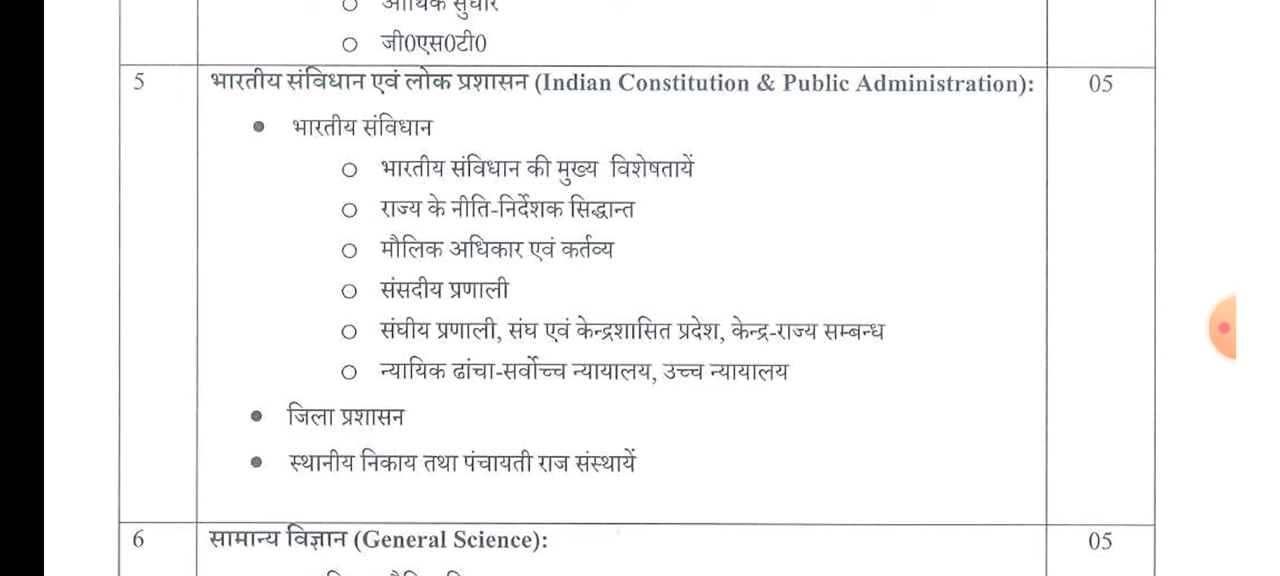 जी0एस0टी0
5 भारतीय संविधान एवं लोक प्रशासन (Indian Constitution & Public Administration): 05
भारतीय संविधान
भारतीय संविधान की मुख्य विशेषतायें
राज्य के नीति-निर्देशक सिद्धान्त
मौलिक अधिकार एवं कर्तव्य
संसदीय प्रणाली
संघीय प्रणाली, संघ एवं केन्द्रशासित प्रदेश, केन्द्र-राज्य सम्बन्ध
न्यायिक ढांचा-सर्वोच्च न्यायालय, उच्च न्यायालय
जिला प्रशासन
स्थानीय निकाय तथा पंचायती राज संस्थायें
6 सामान्य विज्ञान (General Science): 05